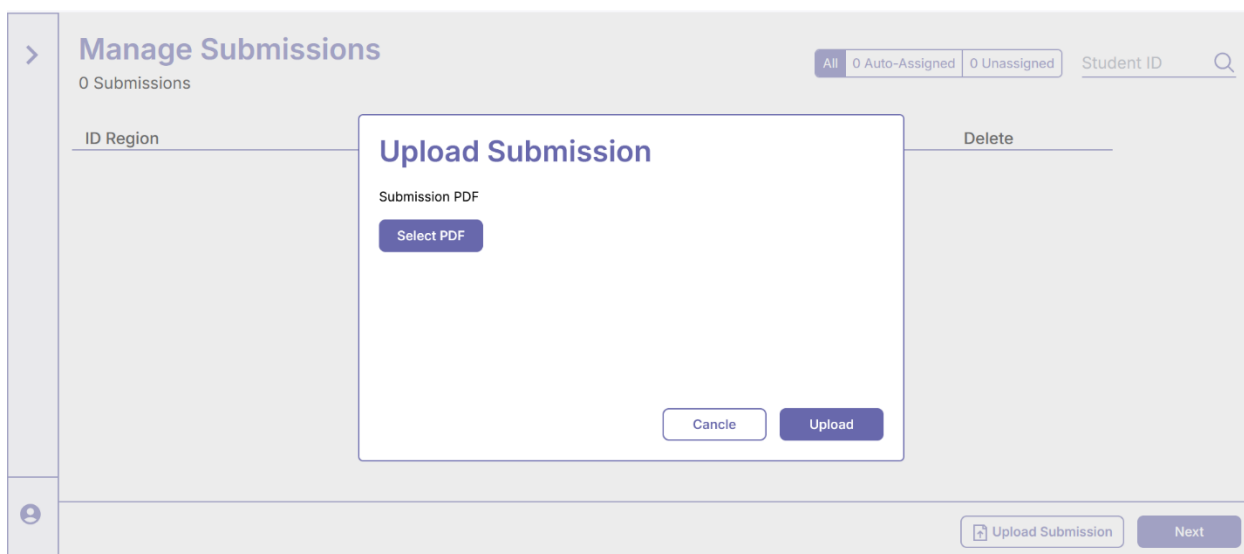 Manage Submissions
0 Submissions
All 0 Auto-Assigned 0 Unassigned Student ID
ID Region Delete
Upload Submission
Submission PDF
Select PDF
Cancle Upload
Upload Submission Next